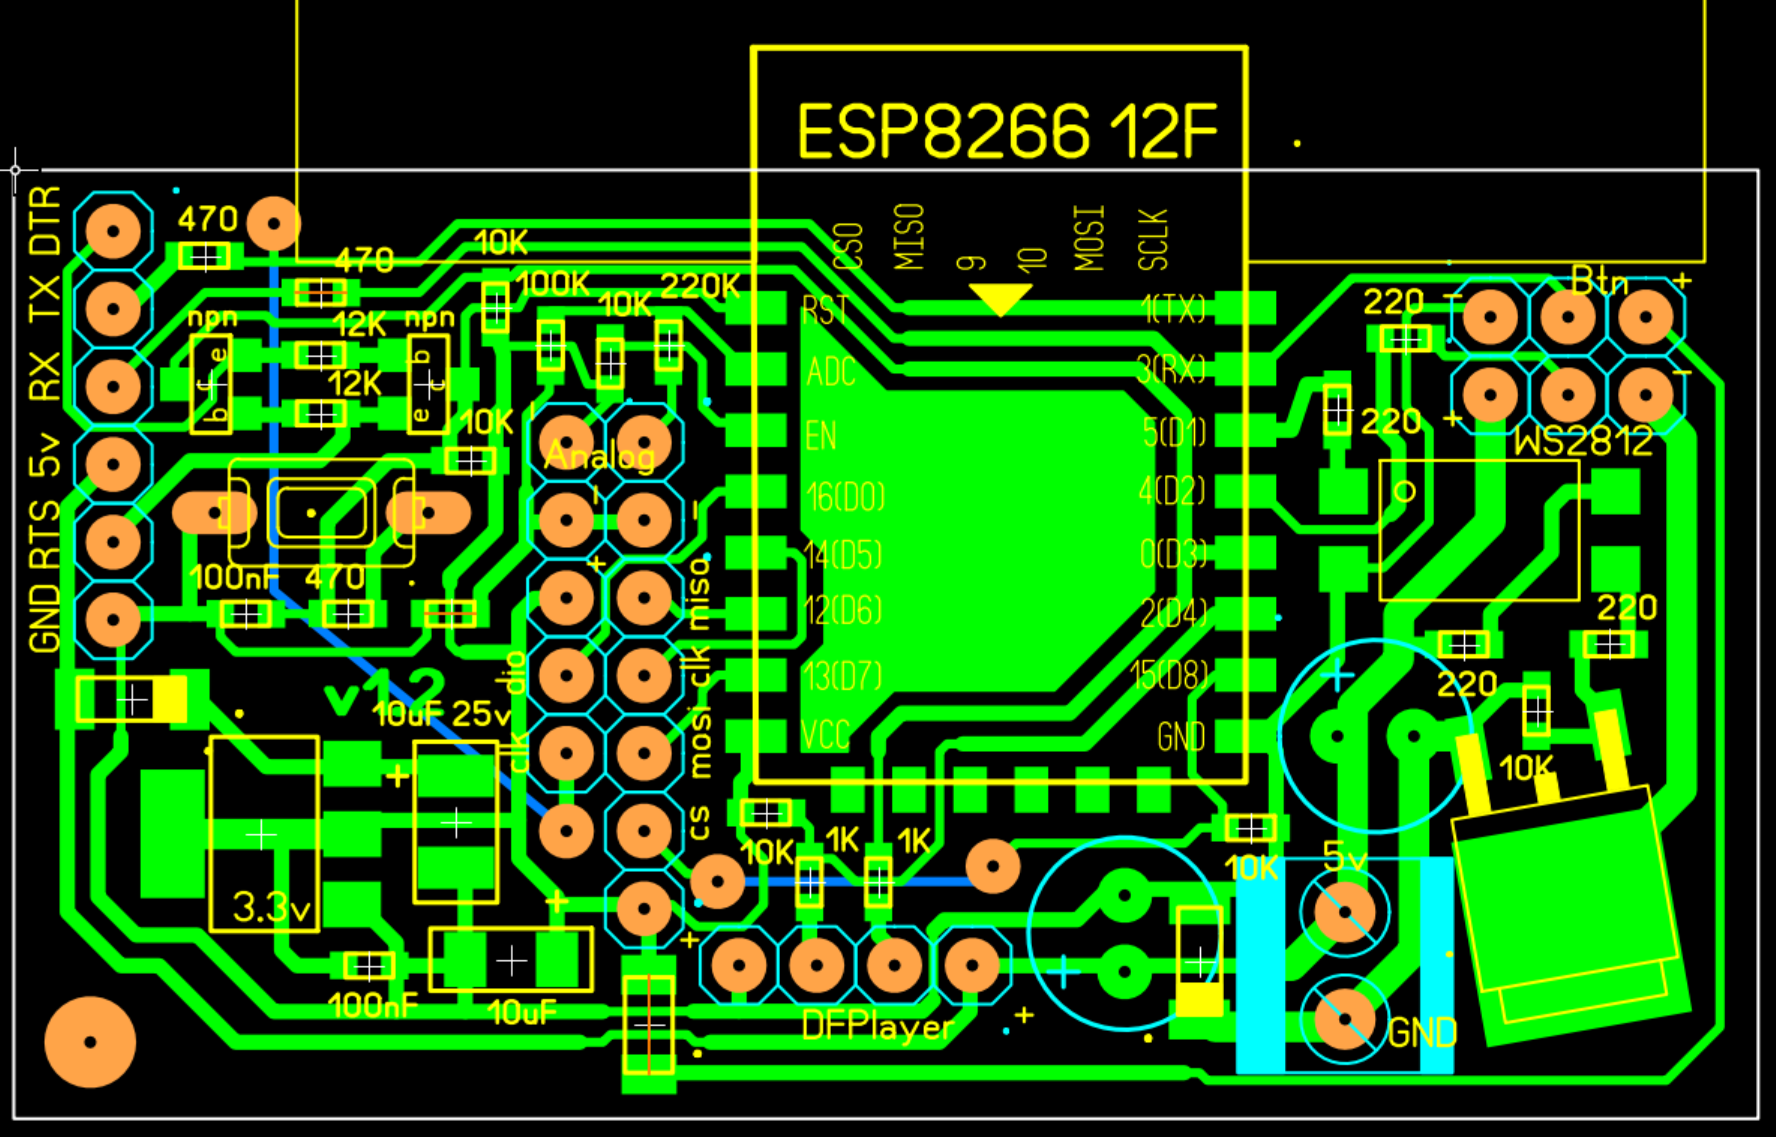 ESP8266 12F
CS0
MISO
9
10
MOSI
SCLK
DTR
TX
RX
5v
RTS
GND
470
470
10K
100K
10K
220K
npn
12K
npn
e
c
b
b
c
e
12K
10K
Analog
RST
ADC
EN
16(D0)
14(D5)
12(D6)
13(D7)
VCC
1(TX)
3(RX)
5(D1)
4(D2)
0(D3)
2(D4)
15(D8)
GND
Btn
+
220
−
220
+
−
WS2812
−
−
+
100nF
470
miso
clk
mosi
cs
dio
clk
v12
10uF 25v
+
3.3v
100nF
10uF
+
+
10K
1K
1K
10K
DFPlayer
+
+
+
220
220
10K
5v
GND